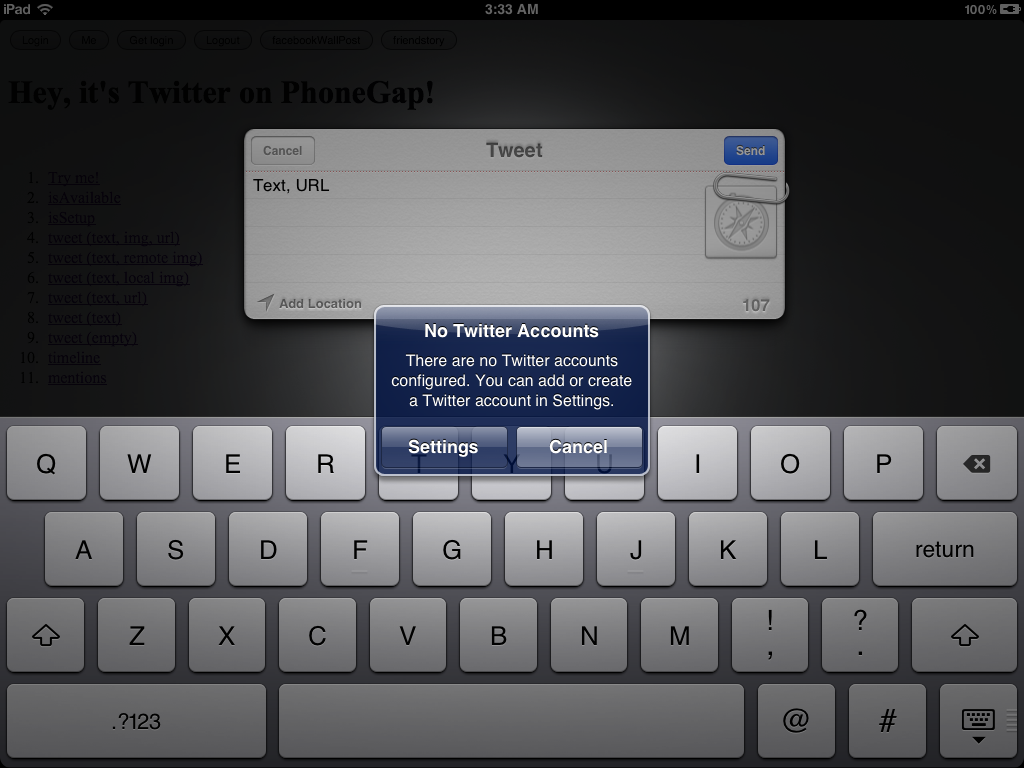 iPad 3:33 AM 100%
Login Me Get login Logout facebookWallPost friendstory
Hey, it's Twitter on PhoneGap!
Cancel Tweet Send
Text, URL
1. Try me!
2. isAvailable
3. isSetup
4. tweet (text, img, url)
5. tweet (text, remote img)
6. tweet (text, local img)
7. tweet (text, url)
8. tweet (text)
9. tweet (empty)
10. timeline
11. mentions
Add Location 107
No Twitter Accounts
There are no Twitter accounts
configured. You can add or create
a Twitter account in Settings.
Settings Cancel
Q W E R T Y U I O P
A S D F G H J K L return
Z X C V B N M ! , ? .
.?123 @ #